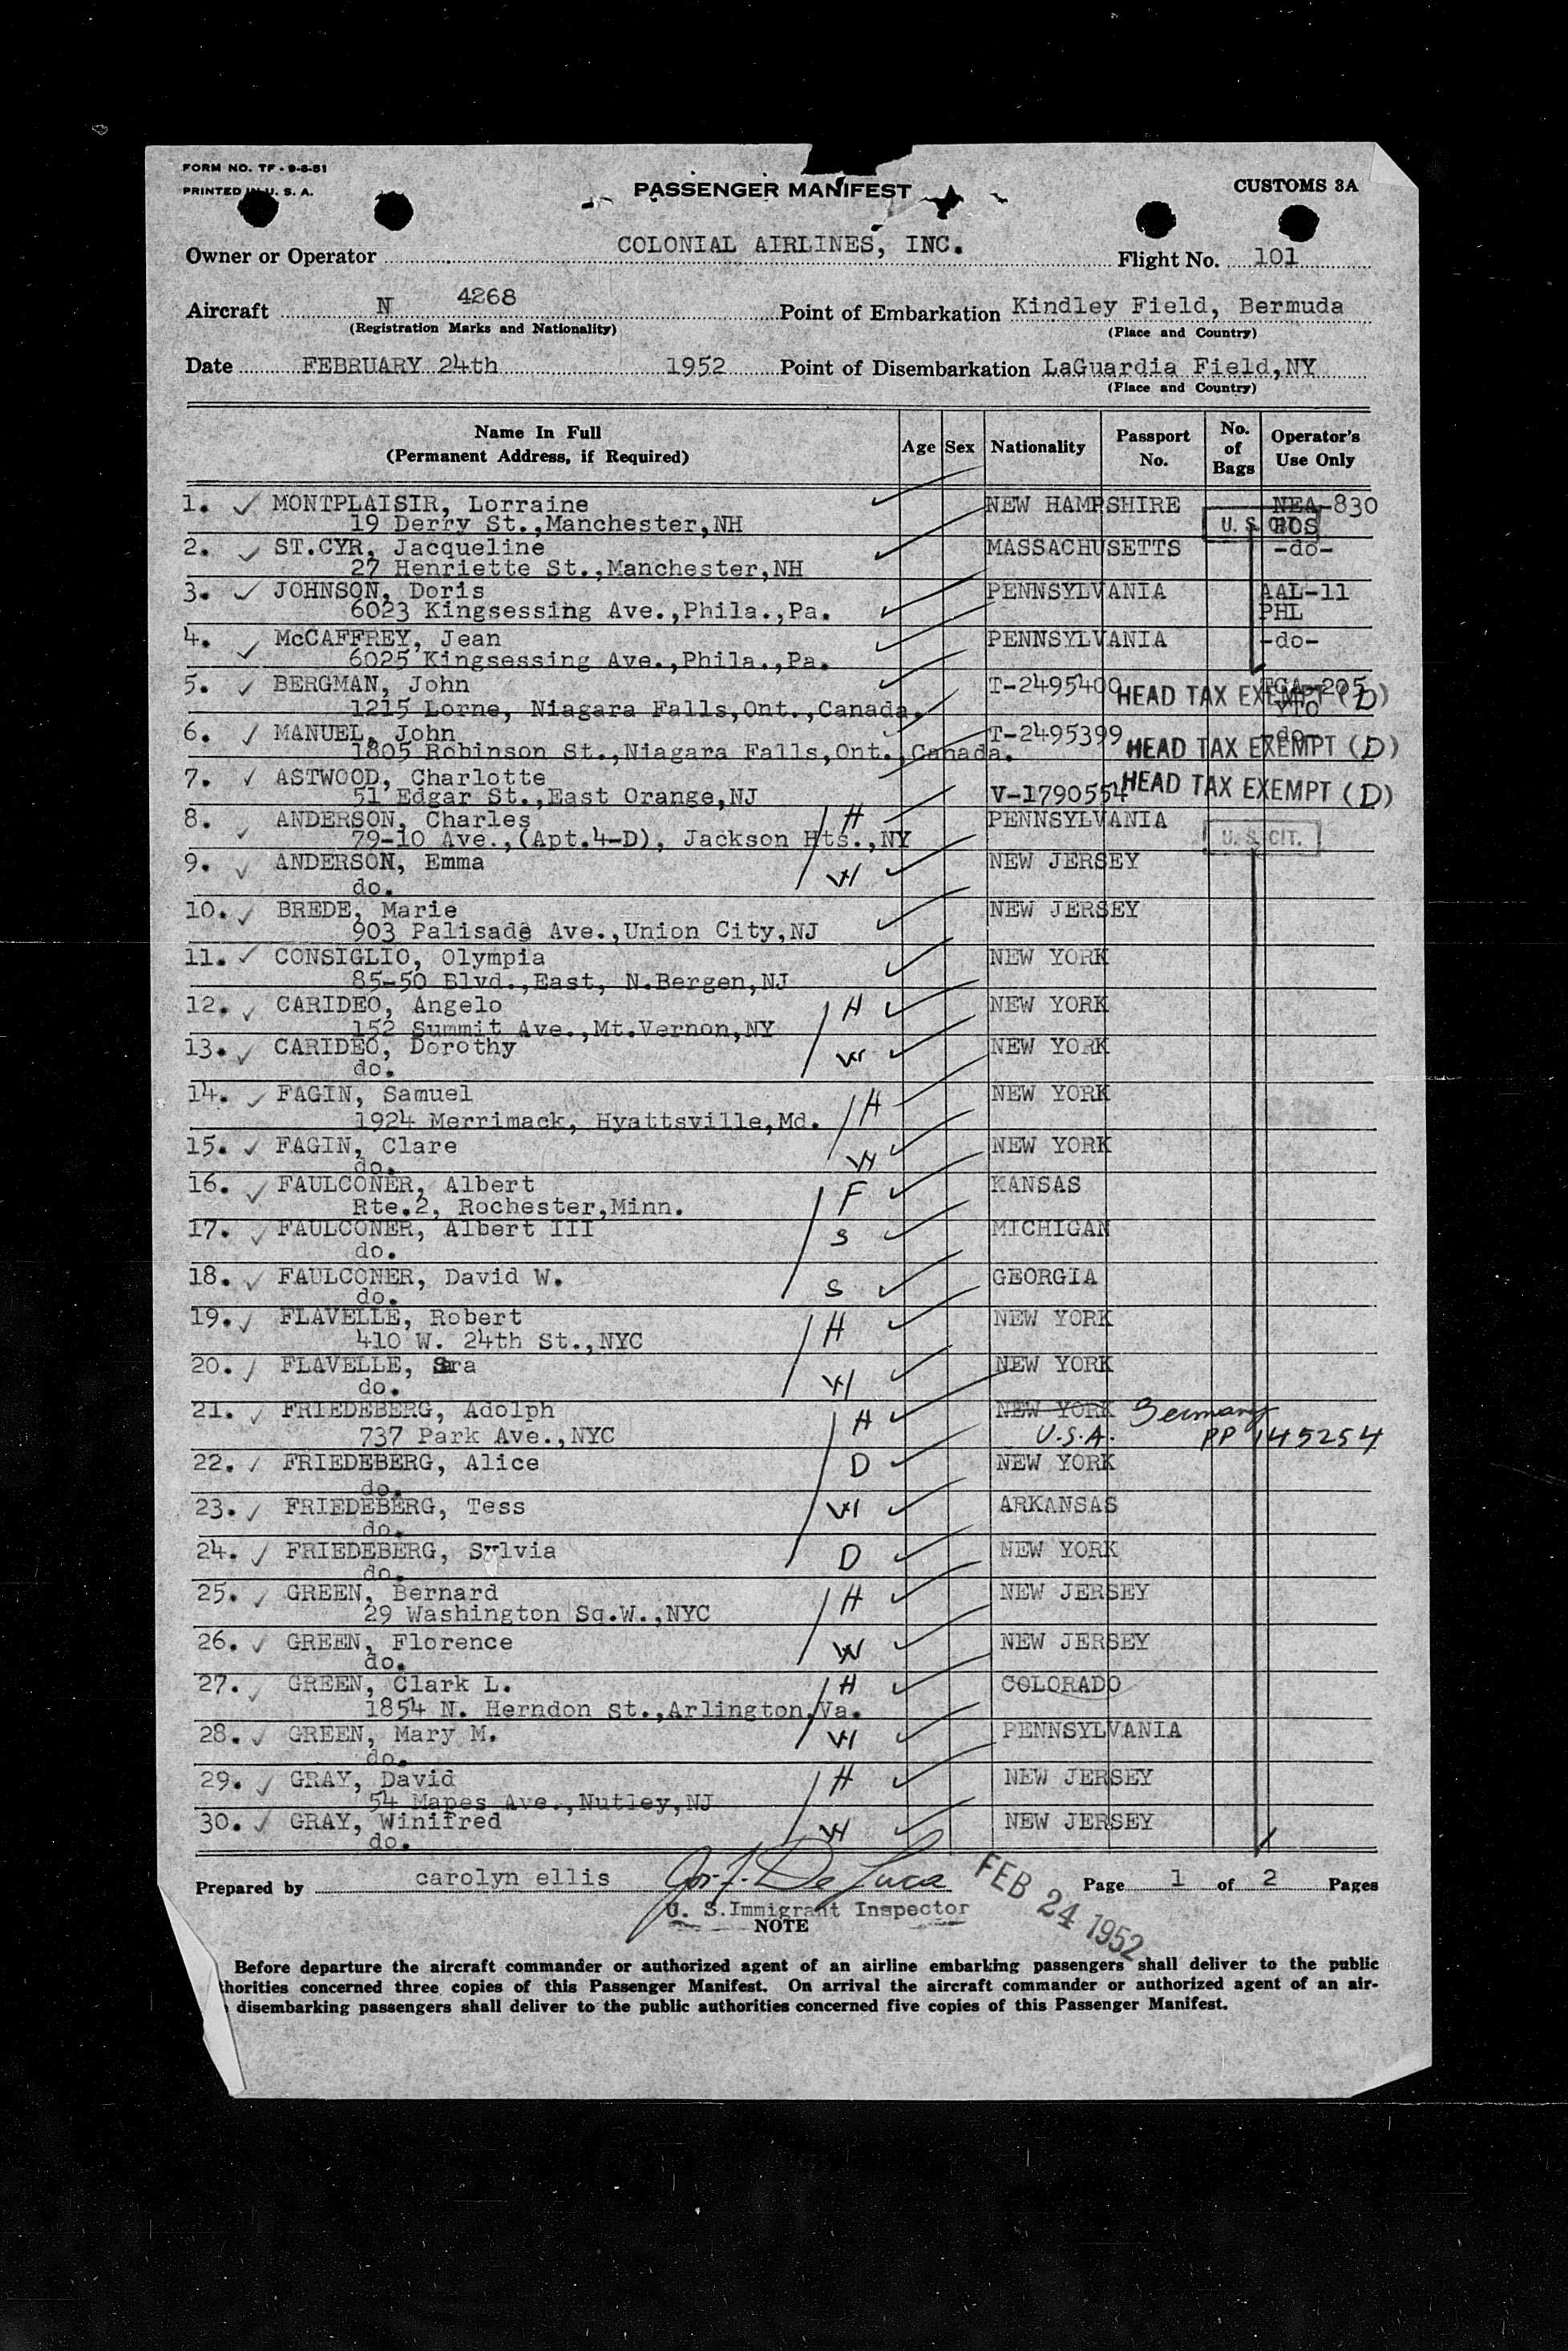 FORM NO. TF - 9-6-51
PRINTED IN U. S. A.
PASSENGER MANIFEST
CUSTOMS 3A
Owner or Operator COLONIAL AIRLINES, INC. Flight No. 101
Aircraft N 4268 Point of Embarkation Kindley Field, Bermuda
(Registration Marks and Nationality) (Place and Country)
Date FEBRUARY 24th 1952 Point of Disembarkation LaGuardia Field,NY
(Place and Country)
Name In Full (Permanent Address, if Required) Age Sex Nationality Passport No. No. of Bags Operator's Use Only
1. MONTPLAISIR, Lorraine NEW HAMPSHIRE NEA-830
19 Derry St.,Manchester,NH U. S. CIT. BOS
2. ST.CYR, Jacqueline MASSACHUSETTS -do-
27 Henriette St.,Manchester,NH
3. JOHNSON, Doris PENNSYLVANIA AAL-11
6023 Kingsessing Ave.,Phila.,Pa. PHL
4. McCAFFREY, Jean PENNSYLVANIA -do-
6025 Kingsessing Ave.,Phila.,Pa.
5. BERGMAN, John T-2495400 HEAD TAX EXEMPT (D) TCA-205
1215 Lorne, Niagara Falls,Ont.,Canada. YTO
6. MANUEL, John T-2495399 HEAD TAX EXEMPT (D) -do-
1805 Robinson St.,Niagara Falls,Ont.,Canada.
7. ASTWOOD, Charlotte HEAD TAX EXEMPT (D)
51 Edgar St.,East Orange,NJ V-1790554
8. ANDERSON, Charles H PENNSYLVANIA
79-10 Ave.,(Apt.4-D), Jackson Hts.,NY U. S. CIT.
9. ANDERSON, Emma W NEW JERSEY
do.
10. BREDE, Marie NEW JERSEY
903 Palisade Ave.,Union City,NJ
11. CONSIGLIO, Olympia NEW YORK
85-50 Blvd.,East, N.Bergen,NJ
12. CARIDEO, Angelo H NEW YORK
152 Summit Ave.,Mt.Vernon,NY
13. CARIDEO, Dorothy W NEW YORK
do.
14. FAGIN, Samuel H NEW YORK
1924 Merrimack, Hyattsville,Md.
15. FAGIN, Clare W NEW YORK
do.
16. FAULCONER, Albert F KANSAS
Rte.2, Rochester,Minn.
17. FAULCONER, Albert III S MICHIGAN
do.
18. FAULCONER, David W. S GEORGIA
do.
19. FLAVELLE, Robert H NEW YORK
410 W. 24th St.,NYC
20. FLAVELLE, Sara W NEW YORK
do.
21. FRIEDEBERG, Adolph H NEW YORK Germany
737 Park Ave.,NYC U.S.A. PP 145254
22. FRIEDEBERG, Alice D NEW YORK
do.
23. FRIEDEBERG, Tess W ARKANSAS
do.
24. FRIEDEBERG, Sylvia D NEW YORK
do.
25. GREEN, Bernard H NEW JERSEY
29 Washington Sq.W.,NYC
26. GREEN, Florence W NEW JERSEY
do.
27. GREEN, Clark L. H COLORADO
1854 N. Herndon St.,Arlington,Va.
28. GREEN, Mary M. W PENNSYLVANIA
do.
29. GRAY, David H NEW JERSEY
54 Mapes Ave.,Nutley,NJ
30. GRAY, Winifred W NEW JERSEY
do.
Prepared by carolyn ellis Jos. F. De Luca FEB 24 1952 Page 1 of 2 Pages
U. S.Immigrant Inspector
NOTE
Before departure the aircraft commander or authorized agent of an airline embarking passengers shall deliver to the public
thorities concerned three copies of this Passenger Manifest. On arrival the aircraft commander or authorized agent of an air-
disembarking passengers shall deliver to the public authorities concerned five copies of this Passenger Manifest.